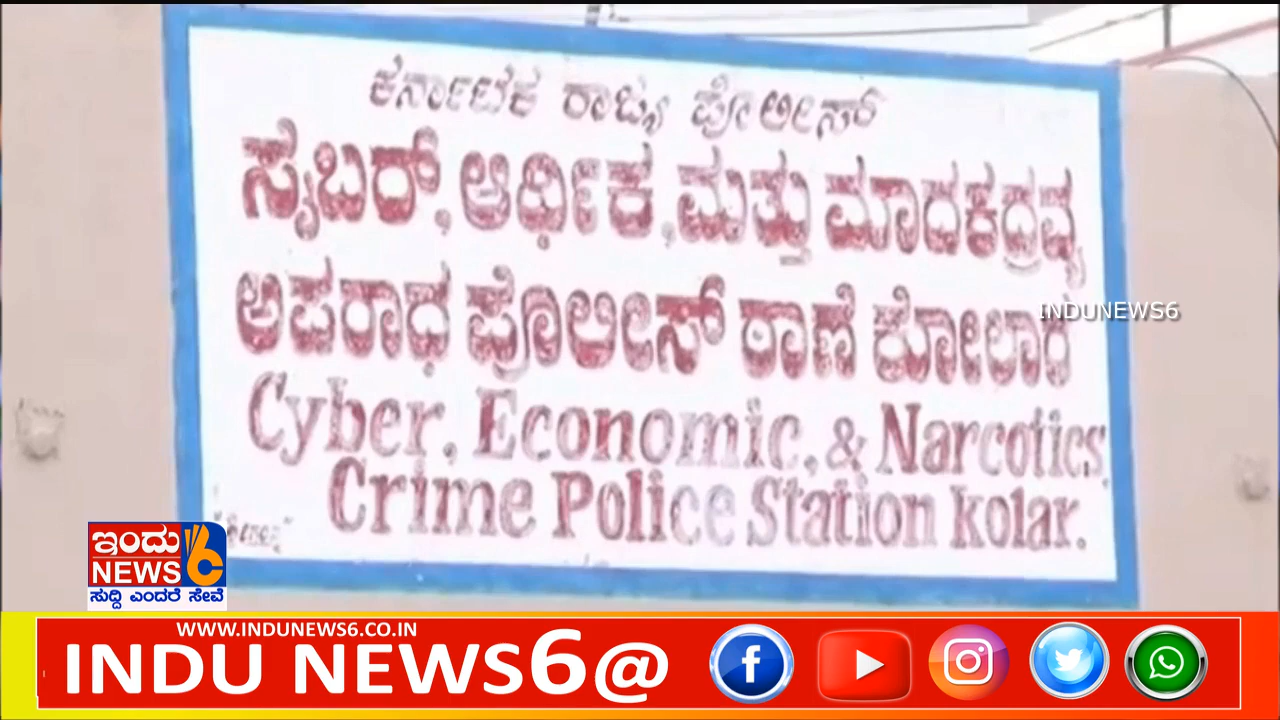 ಕರ್ನಾಟಕ ರಾಜ್ಯ ಪೋಲೀಸ್
ಸೈಬರ್, ಆರ್ಥಿಕ, ಮತ್ತು ಮಾದಕದ್ರವ್ಯ
ಅಪರಾಧ ಪೊಲೀಸ್ ಠಾಣೆ ಕೋಲಾರ
INDUNEWS6
Cyber, Economic, & Narcotics,
Crime Police Station kolar.
ಇಂದು 6
NEWS
ಸುದ್ದಿ ಎಂದರೆ ಸೇವೆ
WWW.INDUNEWS6.CO.IN
INDU NEWS6@